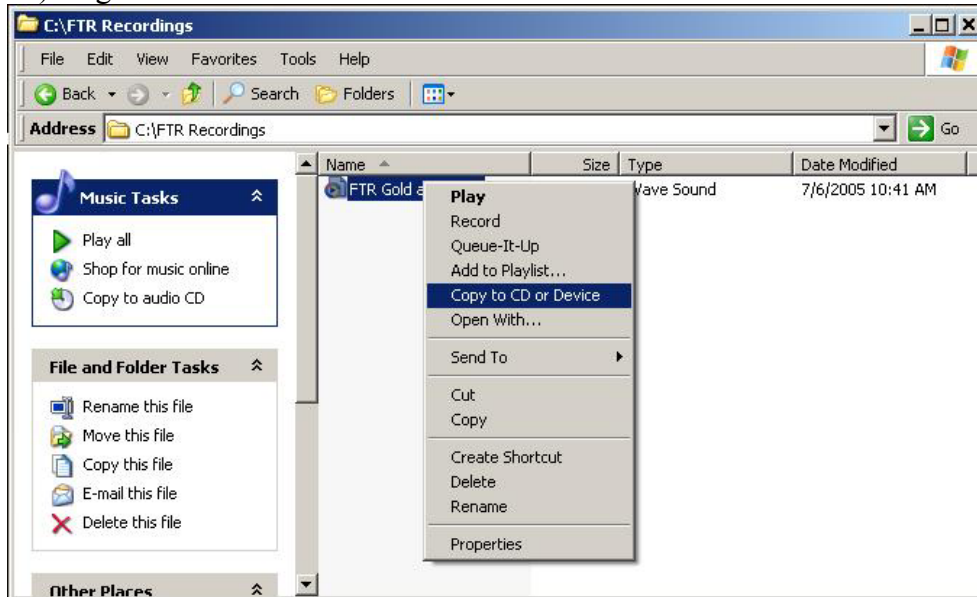 C:\FTR Recordings
File Edit View Favorites Tools Help
Back Search Folders
Address C:\FTR Recordings Go
Name Size Type Date Modified
FTR Gold Wave Sound 7/6/2005 10:41 AM
Music Tasks
Play all
Shop for music online
Copy to audio CD
File and Folder Tasks
Rename this file
Move this file
Copy this file
E-mail this file
Delete this file
Other Places
Play
Record
Queue-It-Up
Add to Playlist...
Copy to CD or Device
Open With...
Send To
Cut
Copy
Create Shortcut
Delete
Rename
Properties